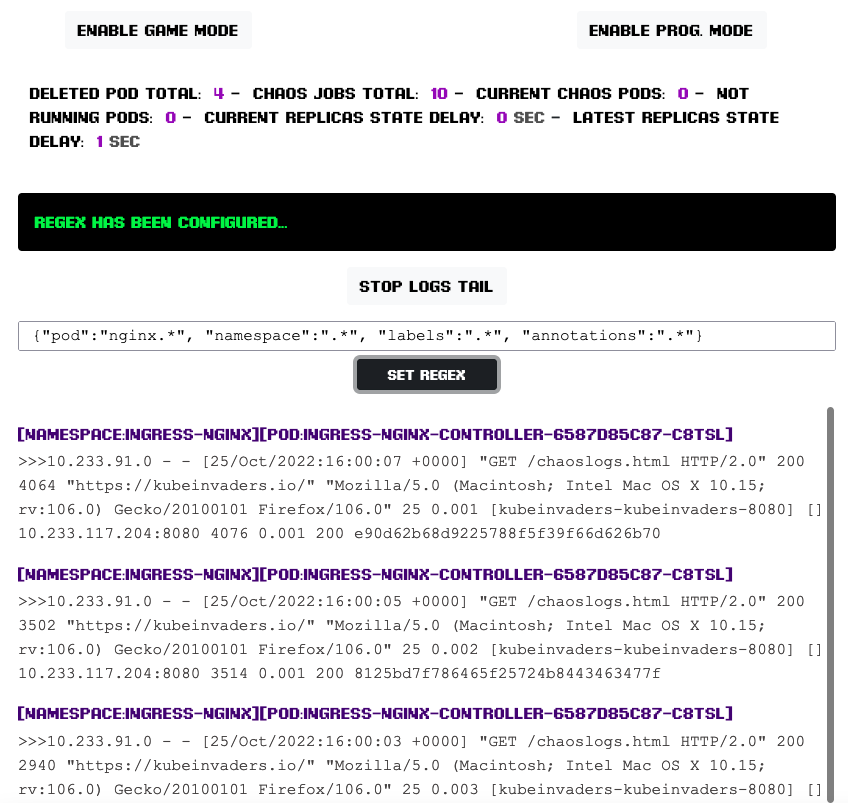 ENABLE GAME MODE
ENABLE PROG. MODE
DELETED POD TOTAL: 4 - CHAOS JOBS TOTAL: 10 - CURRENT CHAOS PODS: 0 - NOT
RUNNING PODS: 0 - CURRENT REPLICAS STATE DELAY: 0 SEC - LATEST REPLICAS STATE
DELAY: 1 SEC
REGEX HAS BEEN CONFIGURED...
STOP LOGS TAIL
{"pod":"nginx.*", "namespace":".*", "labels":".*", "annotations":".*"}
SET REGEX
[NAMESPACE:INGRESS-NGINX][POD:INGRESS-NGINX-CONTROLLER-6587D85C87-C8TSL]
>>>10.233.91.0 - - [25/Oct/2022:16:00:07 +0000] "GET /chaoslogs.html HTTP/2.0" 200
4064 "https://kubeinvaders.io/" "Mozilla/5.0 (Macintosh; Intel Mac OS X 10.15;
rv:106.0) Gecko/20100101 Firefox/106.0" 25 0.001 [kubeinvaders-kubeinvaders-8080] []
10.233.117.204:8080 4076 0.001 200 e90d62b68d9225788f5f39f66d626b70
[NAMESPACE:INGRESS-NGINX][POD:INGRESS-NGINX-CONTROLLER-6587D85C87-C8TSL]
>>>10.233.91.0 - - [25/Oct/2022:16:00:05 +0000] "GET /chaoslogs.html HTTP/2.0" 200
3502 "https://kubeinvaders.io/" "Mozilla/5.0 (Macintosh; Intel Mac OS X 10.15;
rv:106.0) Gecko/20100101 Firefox/106.0" 25 0.002 [kubeinvaders-kubeinvaders-8080] []
10.233.117.204:8080 3514 0.001 200 8125bd7f786465f25724b8443463477f
[NAMESPACE:INGRESS-NGINX][POD:INGRESS-NGINX-CONTROLLER-6587D85C87-C8TSL]
>>>10.233.91.0 - - [25/Oct/2022:16:00:03 +0000] "GET /chaoslogs.html HTTP/2.0" 200
2940 "https://kubeinvaders.io/" "Mozilla/5.0 (Macintosh; Intel Mac OS X 10.15;
rv:106.0) Gecko/20100101 Firefox/106.0" 25 0.003 [kubeinvaders-kubeinvaders-8080] []